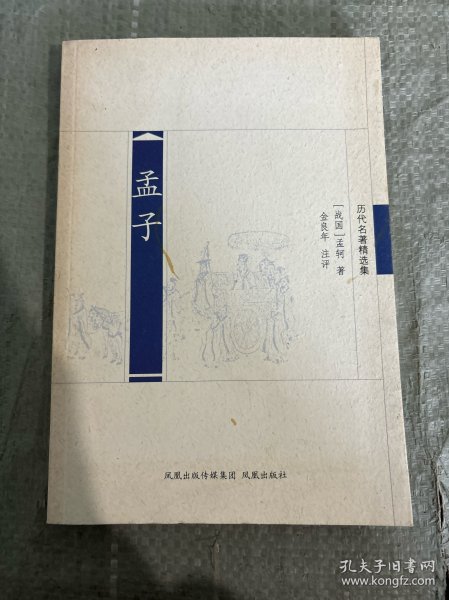 孟子
历代名著精选集
［战国］孟轲 著
金良年 注评
凤凰出版传媒集团 凤凰出版社
孔夫子旧书网
www.kongfz.com